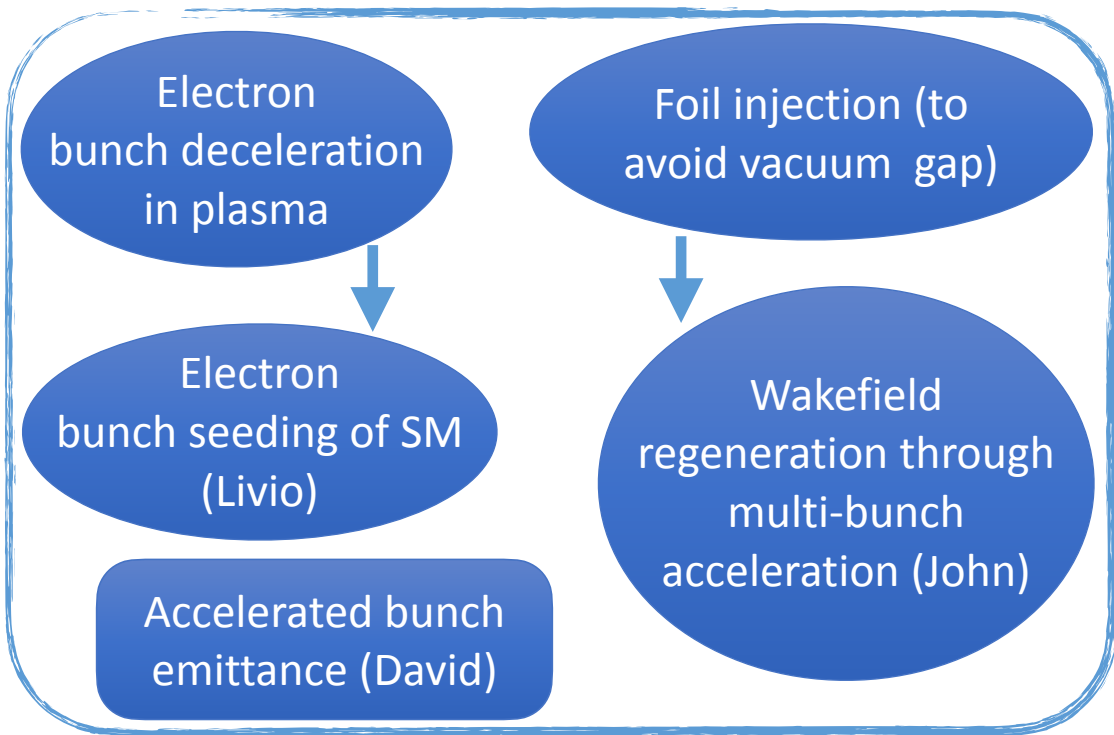 Electron
bunch deceleration
in plasma
Foil injection (to
avoid vacuum gap)
Electron
bunch seeding of SM
(Livio)
Wakefield
regeneration through
multi-bunch
acceleration (John)
Accelerated bunch
emittance (David)